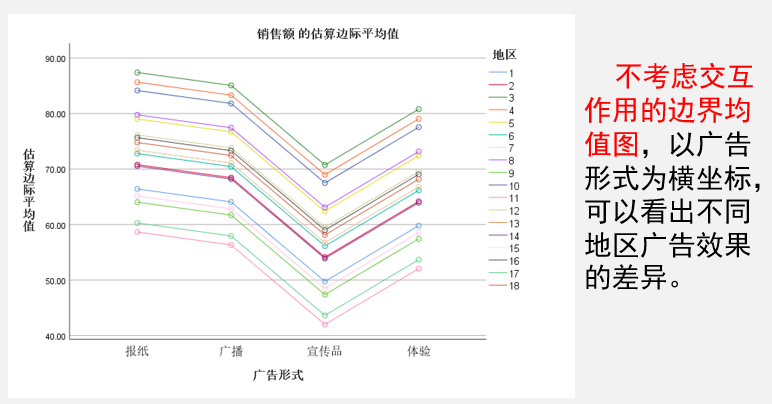 销售额 的估算边际平均值
地区
1
2
3
4
5
6
7
8
9
10
11
12
13
14
15
16
17
18
估算边际平均值
90.00
80.00
70.00
60.00
50.00
40.00
报纸
广播
宣传品
体验
广告形式
不考虑交互
作用的边界均
值图，以广告
形式为横坐标，
可以看出不同
地区广告效果
的差异。